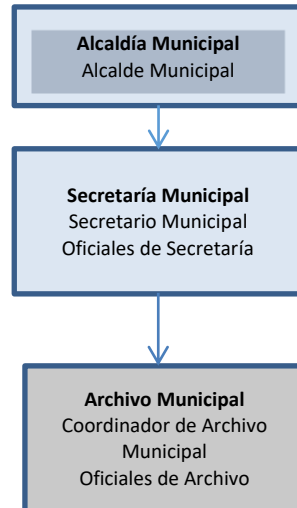 Alcaldía Municipal
Alcalde Municipal
Secretaría Municipal
Secretario Municipal
Oficiales de Secretaría
Archivo Municipal
Coordinador de Archivo
Municipal
Oficiales de Archivo